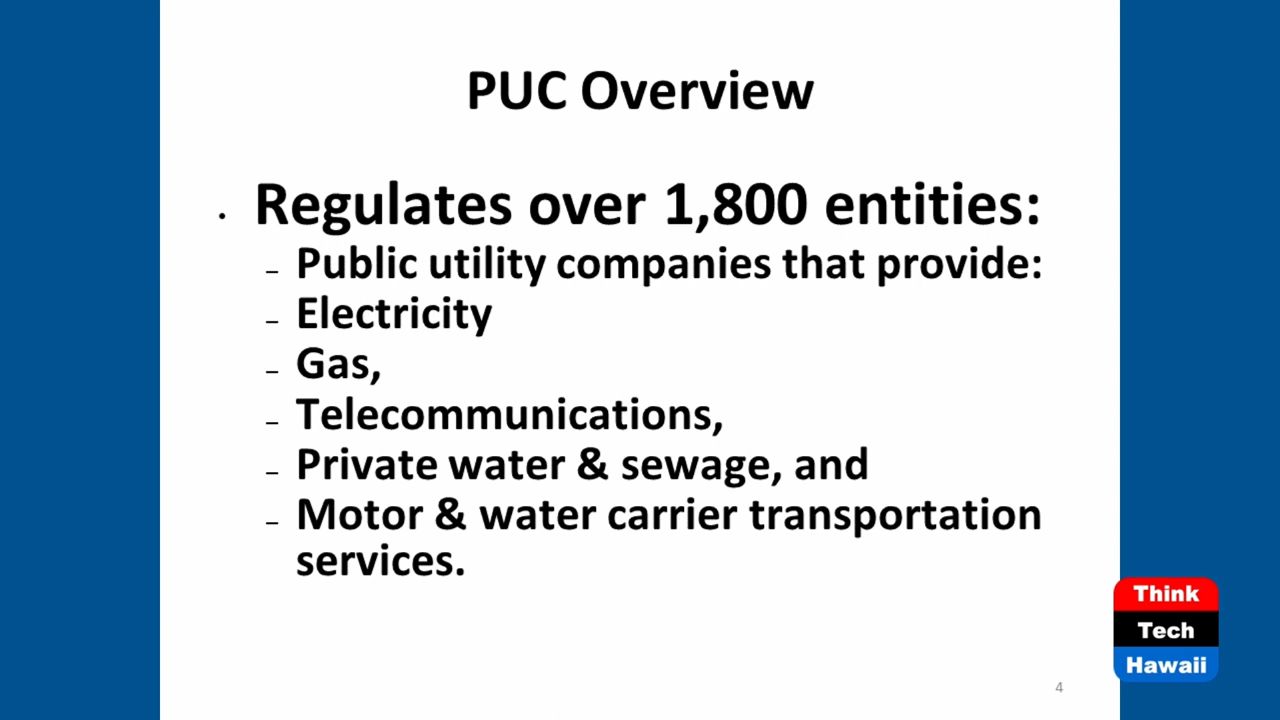 PUC Overview
• Regulates over 1,800 entities:
– Public utility companies that provide:
– Electricity
– Gas,
– Telecommunications,
– Private water & sewage, and
– Motor & water carrier transportation
services.
Think
Tech
Hawaii
4